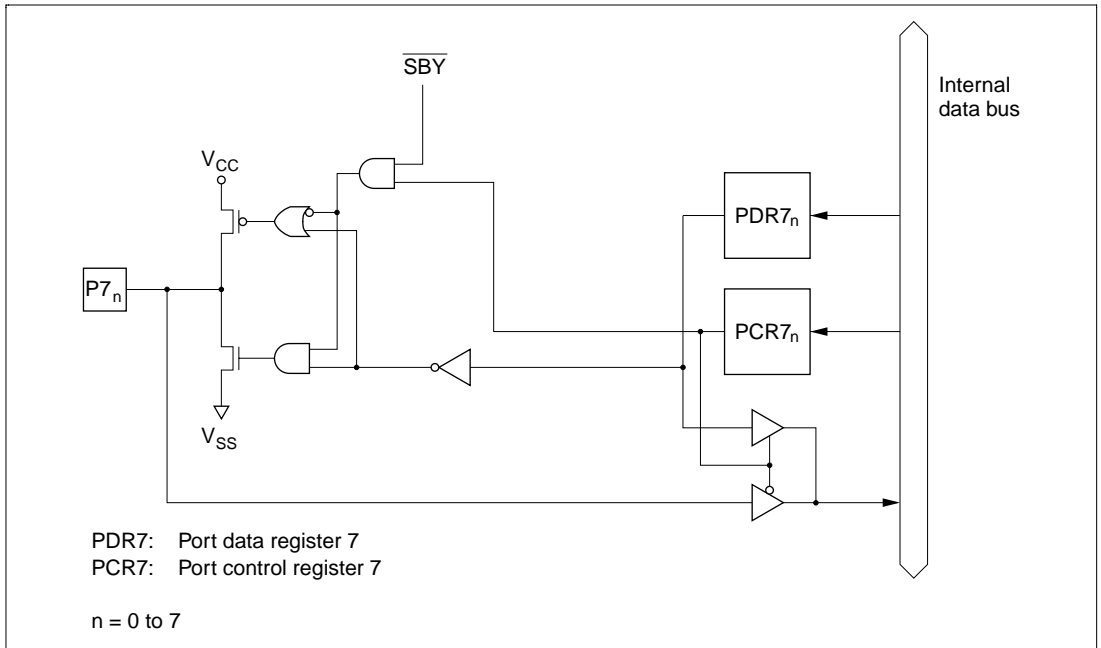 SBY
Internal
data bus
VCC
PDR7n
P7n
PCR7n
VSS
PDR7: Port data register 7
PCR7: Port control register 7
n = 0 to 7